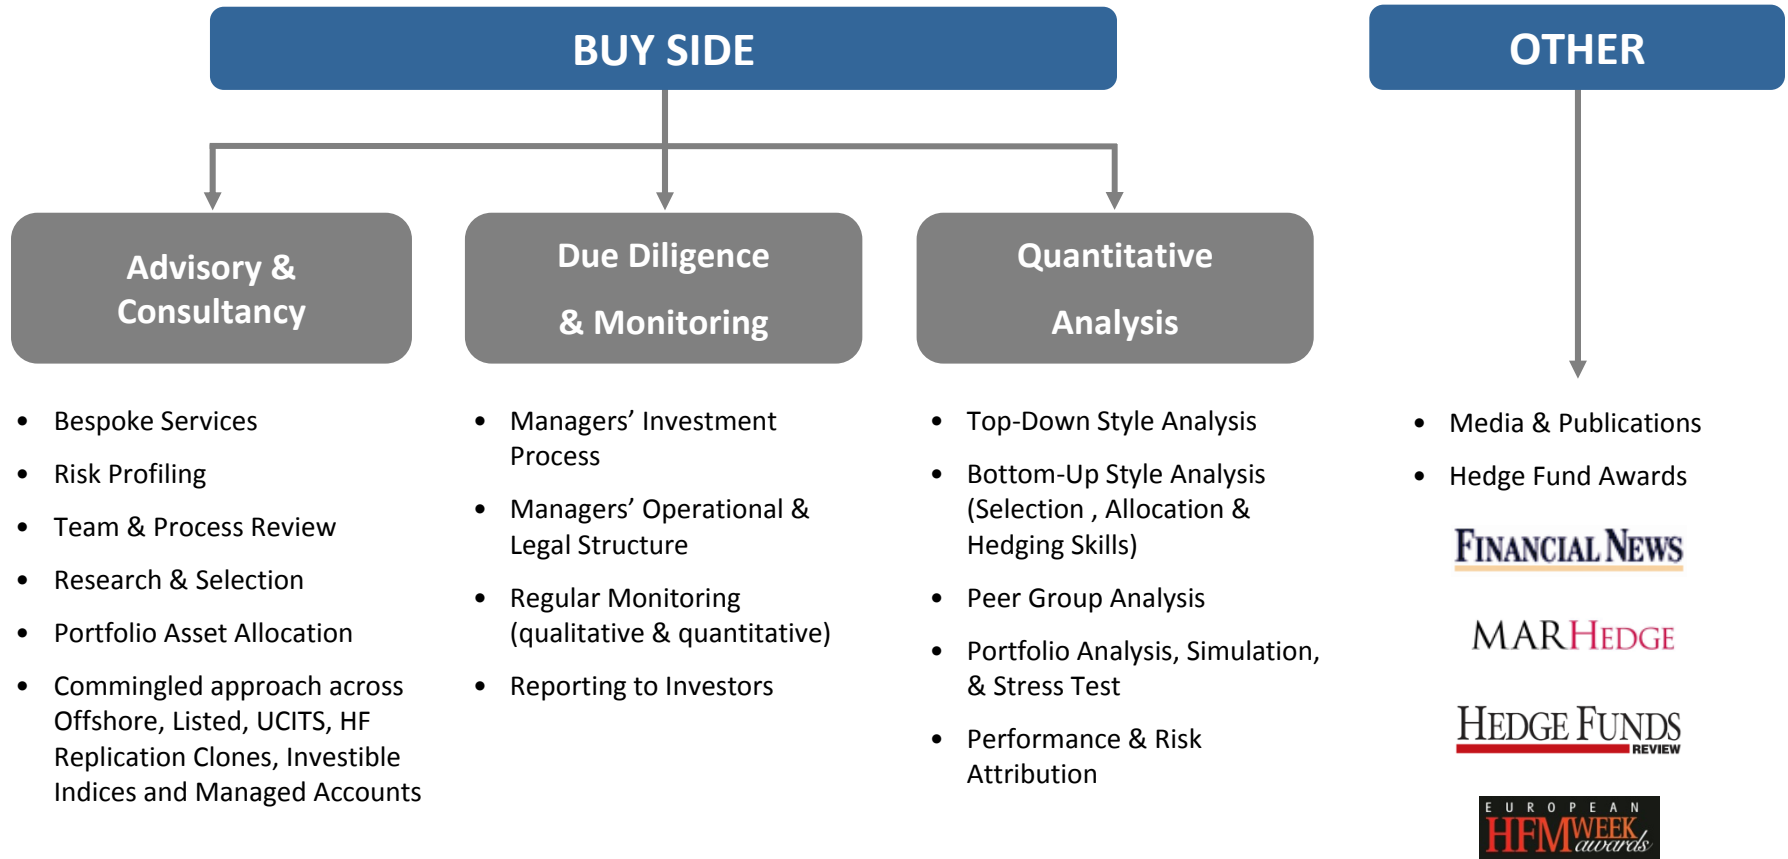 BUY SIDE
OTHER
Advisory &
Consultancy
Due Diligence
& Monitoring
Quantitative
Analysis
• Bespoke Services
• Risk Profiling
• Team & Process Review
• Research & Selection
• Portfolio Asset Allocation
• Commingled approach across
Offshore, Listed, UCITS, HF
Replication Clones, Investible
Indices and Managed Accounts
• Managers’ Investment
Process
• Managers’ Operational &
Legal Structure
• Regular Monitoring
(qualitative & quantitative)
• Reporting to Investors
• Top-Down Style Analysis
• Bottom-Up Style Analysis
(Selection , Allocation &
Hedging Skills)
• Peer Group Analysis
• Portfolio Analysis, Simulation,
& Stress Test
• Performance & Risk
Attribution
• Media & Publications
• Hedge Fund Awards
FINANCIAL NEWS
MARHEDGE
HEDGE FUNDS
REVIEW
EUROPEAN
HFMWEEK
awards